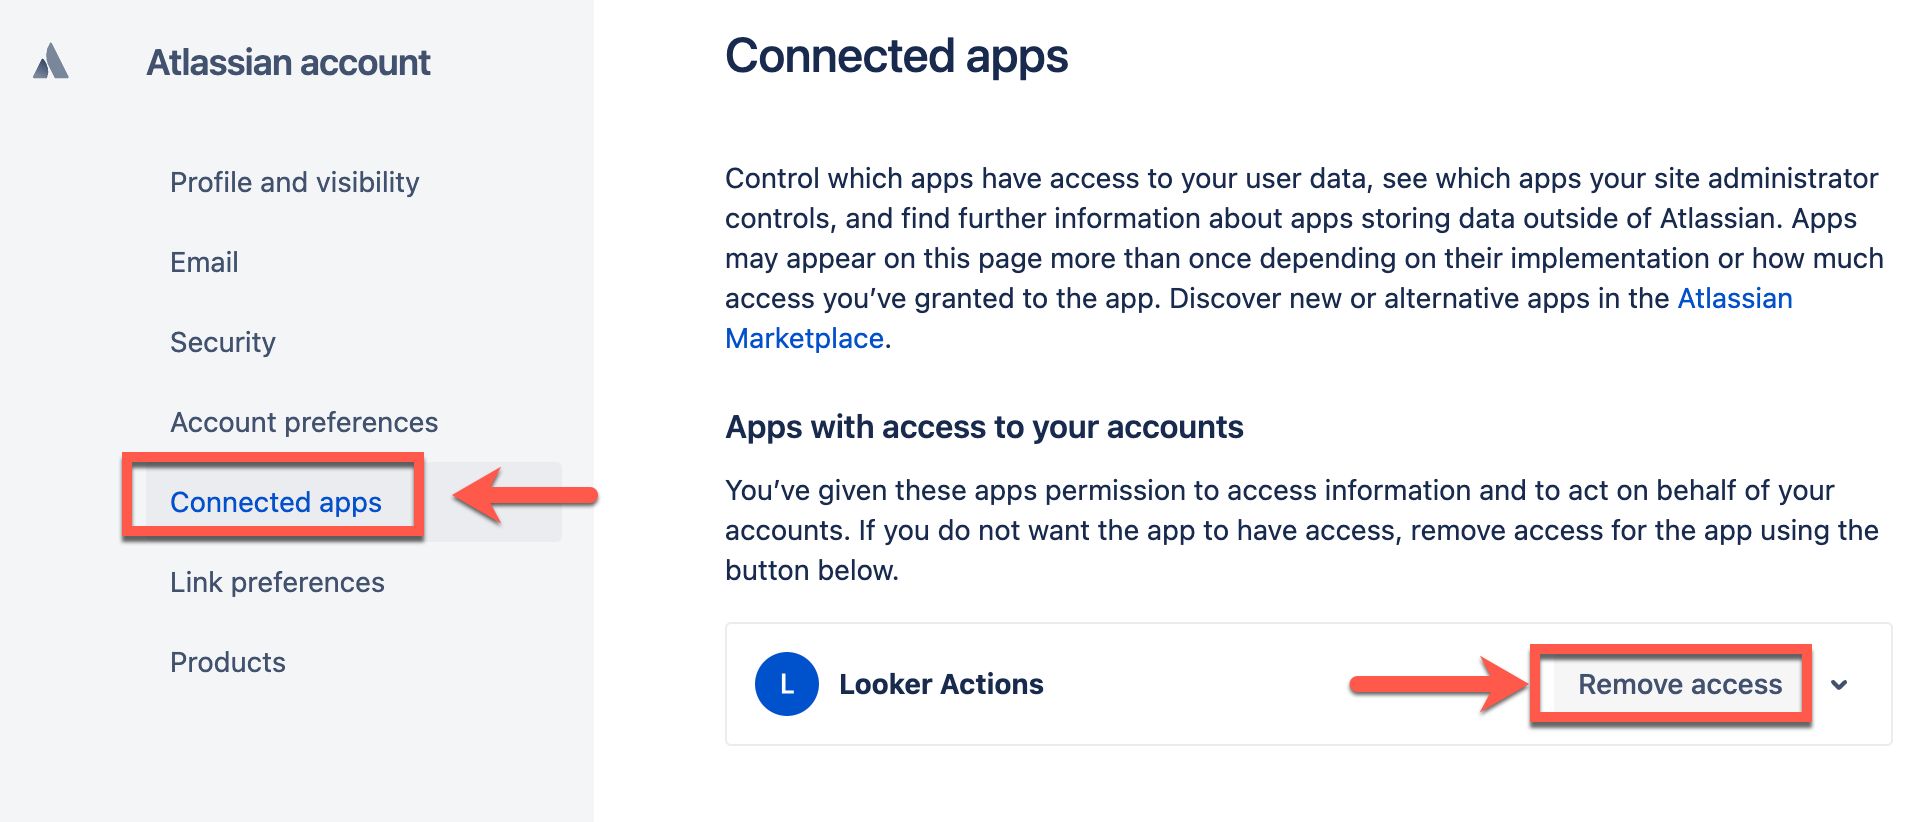 Atlassian account
Profile and visibility
Email
Security
Account preferences
Connected apps
Link preferences
Products
Connected apps
Control which apps have access to your user data, see which apps your site administrator
controls, and find further information about apps storing data outside of Atlassian. Apps
may appear on this page more than once depending on their implementation or how much
access you’ve granted to the app. Discover new or alternative apps in the Atlassian
Marketplace.
Apps with access to your accounts
You’ve given these apps permission to access information and to act on behalf of your
accounts. If you do not want the app to have access, remove access for the app using the
button below.
L Looker Actions Remove access